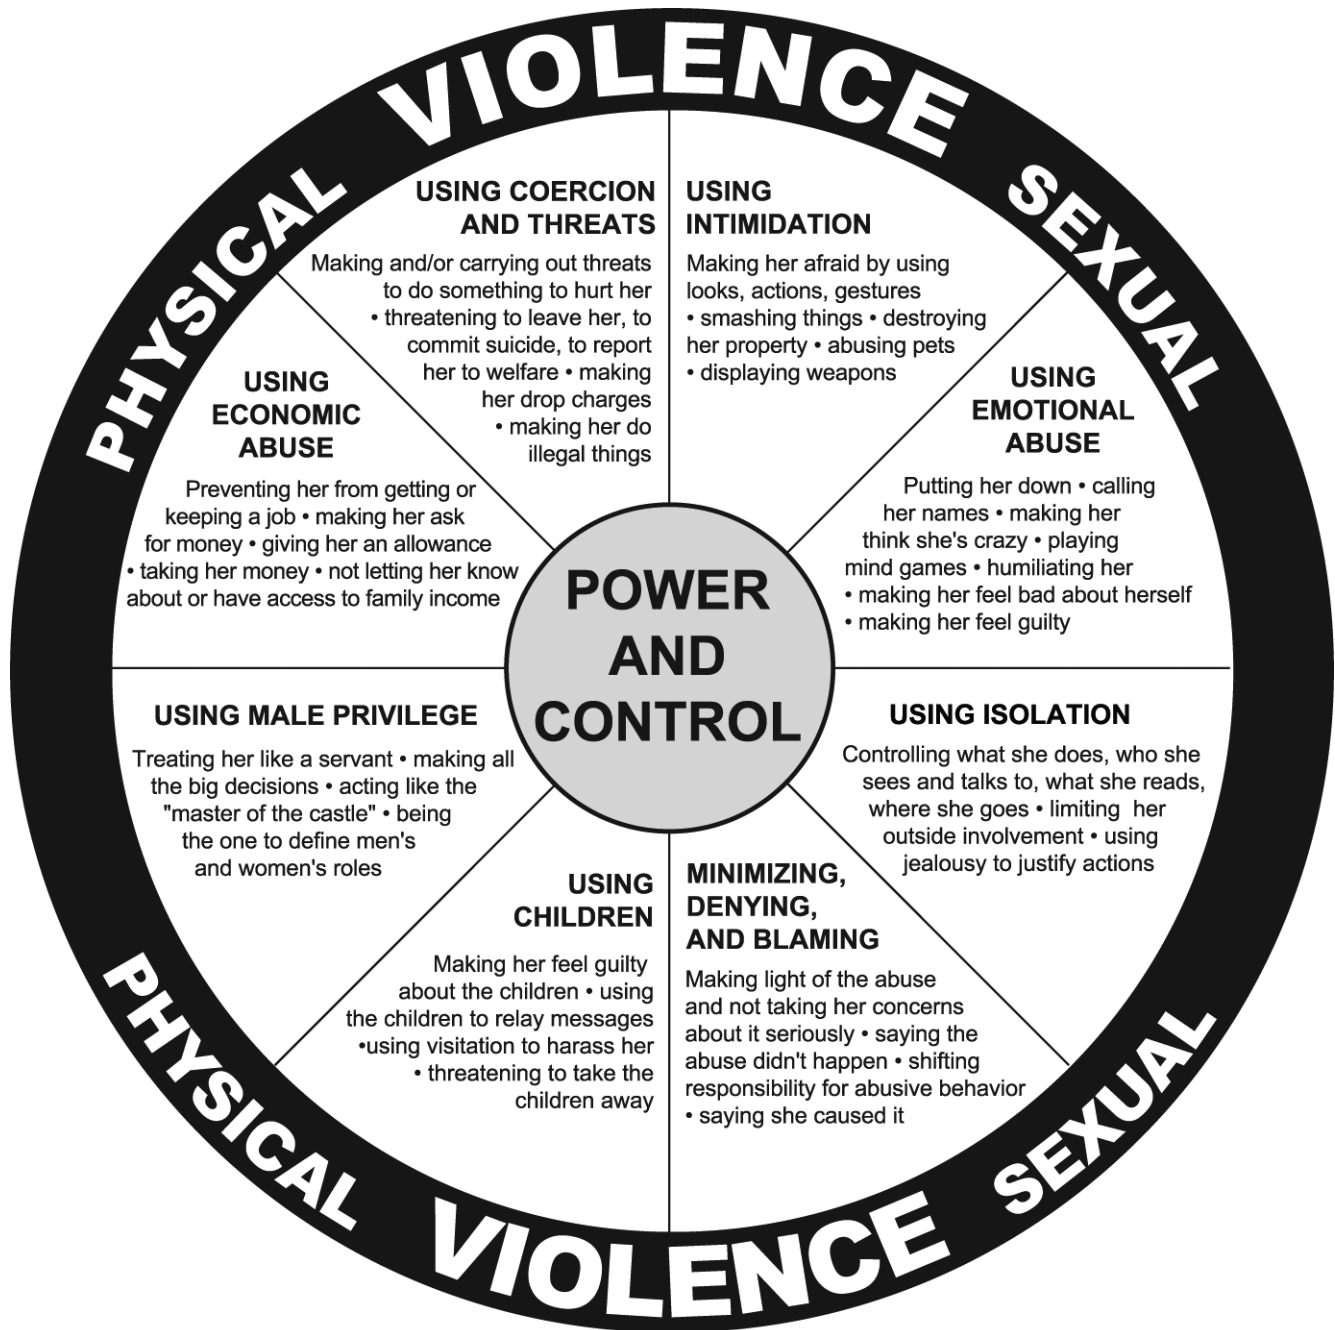 PHYSICAL VIOLENCE SEXUAL
USING COERCION
AND THREATS
Making and/or carrying out threats
to do something to hurt her
• threatening to leave her, to
commit suicide, to report
her to welfare • making
her drop charges
• making her do
illegal things
USING
INTIMIDATION
Making her afraid by using
looks, actions, gestures
• smashing things • destroying
her property • abusing pets
• displaying weapons
USING
EMOTIONAL
ABUSE
Putting her down • calling
her names • making her
think she's crazy • playing
mind games • humiliating her
• making her feel bad about herself
• making her feel guilty
USING ISOLATION
Controlling what she does, who she
sees and talks to, what she reads,
where she goes • limiting her
outside involvement • using
jealousy to justify actions
MINIMIZING,
DENYING,
AND BLAMING
Making light of the abuse
and not taking her concerns
about it seriously • saying the
abuse didn't happen • shifting
responsibility for abusive behavior
• saying she caused it
USING
CHILDREN
Making her feel guilty
about the children • using
the children to relay messages
•using visitation to harass her
• threatening to take the
children away
USING MALE PRIVILEGE
Treating her like a servant • making all
the big decisions • acting like the
"master of the castle" • being
the one to define men's
and women's roles
USING
ECONOMIC
ABUSE
Preventing her from getting or
keeping a job • making her ask
for money • giving her an allowance
• taking her money • not letting her know
about or have access to family income
POWER
AND
CONTROL
PHYSICAL VIOLENCE SEXUAL